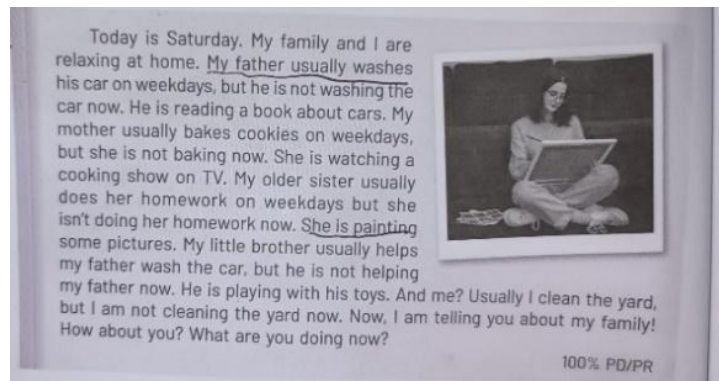 Today is Saturday. My family and I are
relaxing at home. My father usually washes
his car on weekdays, but he is not washing the
car now. He is reading a book about cars. My
mother usually bakes cookies on weekdays,
but she is not baking now. She is watching a
cooking show on TV. My older sister usually
does her homework on weekdays but she
isn't doing her homework now. She is painting
some pictures. My little brother usually helps
my father wash the car, but he is not helping
my father now. He is playing with his toys. And me? Usually I clean the yard,
but I am not cleaning the yard now. Now, I am telling you about my family!
How about you? What are you doing now?
100% PD/PR